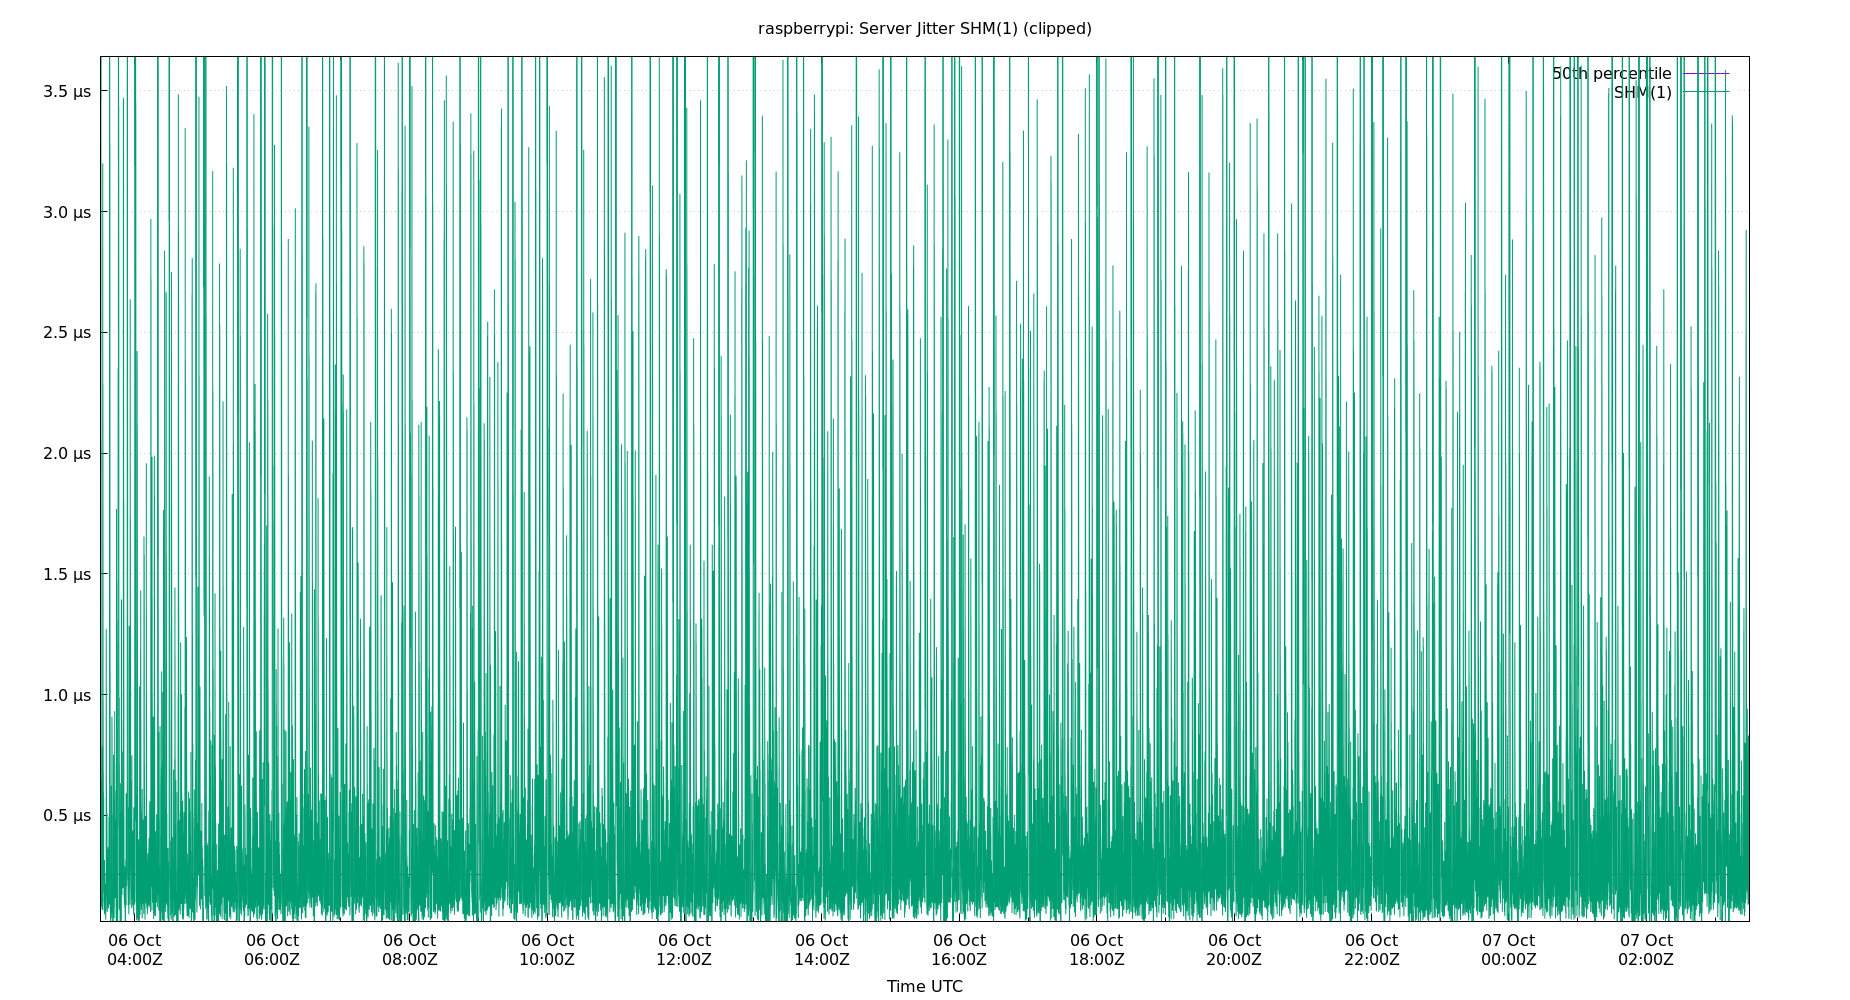 raspberrypi: Server Jitter SHM(1) (clipped)
50th percentile
SHM(1)
3.5 µs
3.0 µs
2.5 µs
2.0 µs
1.5 µs
1.0 µs
0.5 µs
06 Oct 06 Oct 06 Oct 06 Oct 06 Oct 06 Oct 06 Oct 06 Oct 06 Oct 06 Oct 07 Oct 07 Oct
04:00Z 06:00Z 08:00Z 10:00Z 12:00Z 14:00Z 16:00Z 18:00Z 20:00Z 22:00Z 00:00Z 02:00Z
Time UTC